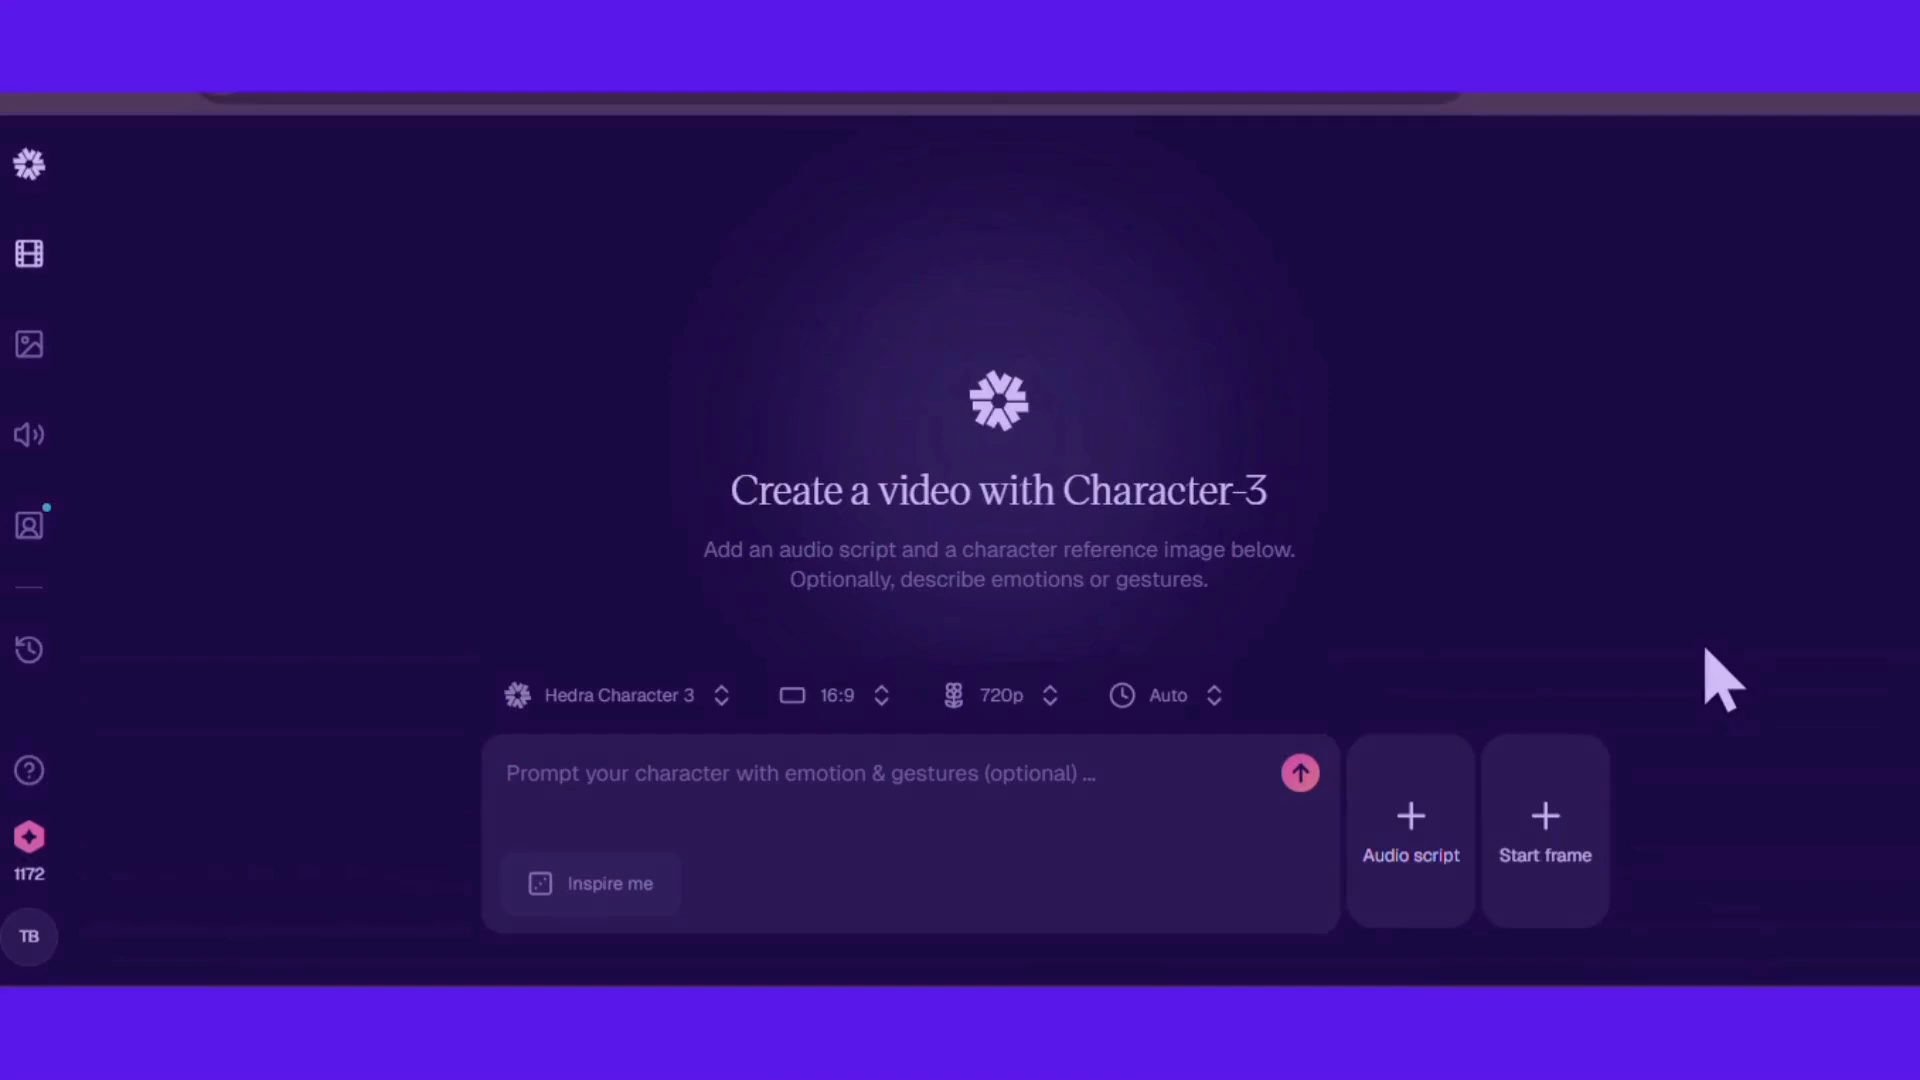 Create a video with Character-3
Add an audio script and a character reference image below.
Optionally, describe emotions or gestures.
Hedra Character 3
16:9
720p
Auto
Prompt your character with emotion & gestures (optional) ...
Inspire me
Audio script
Start frame
1172
TB